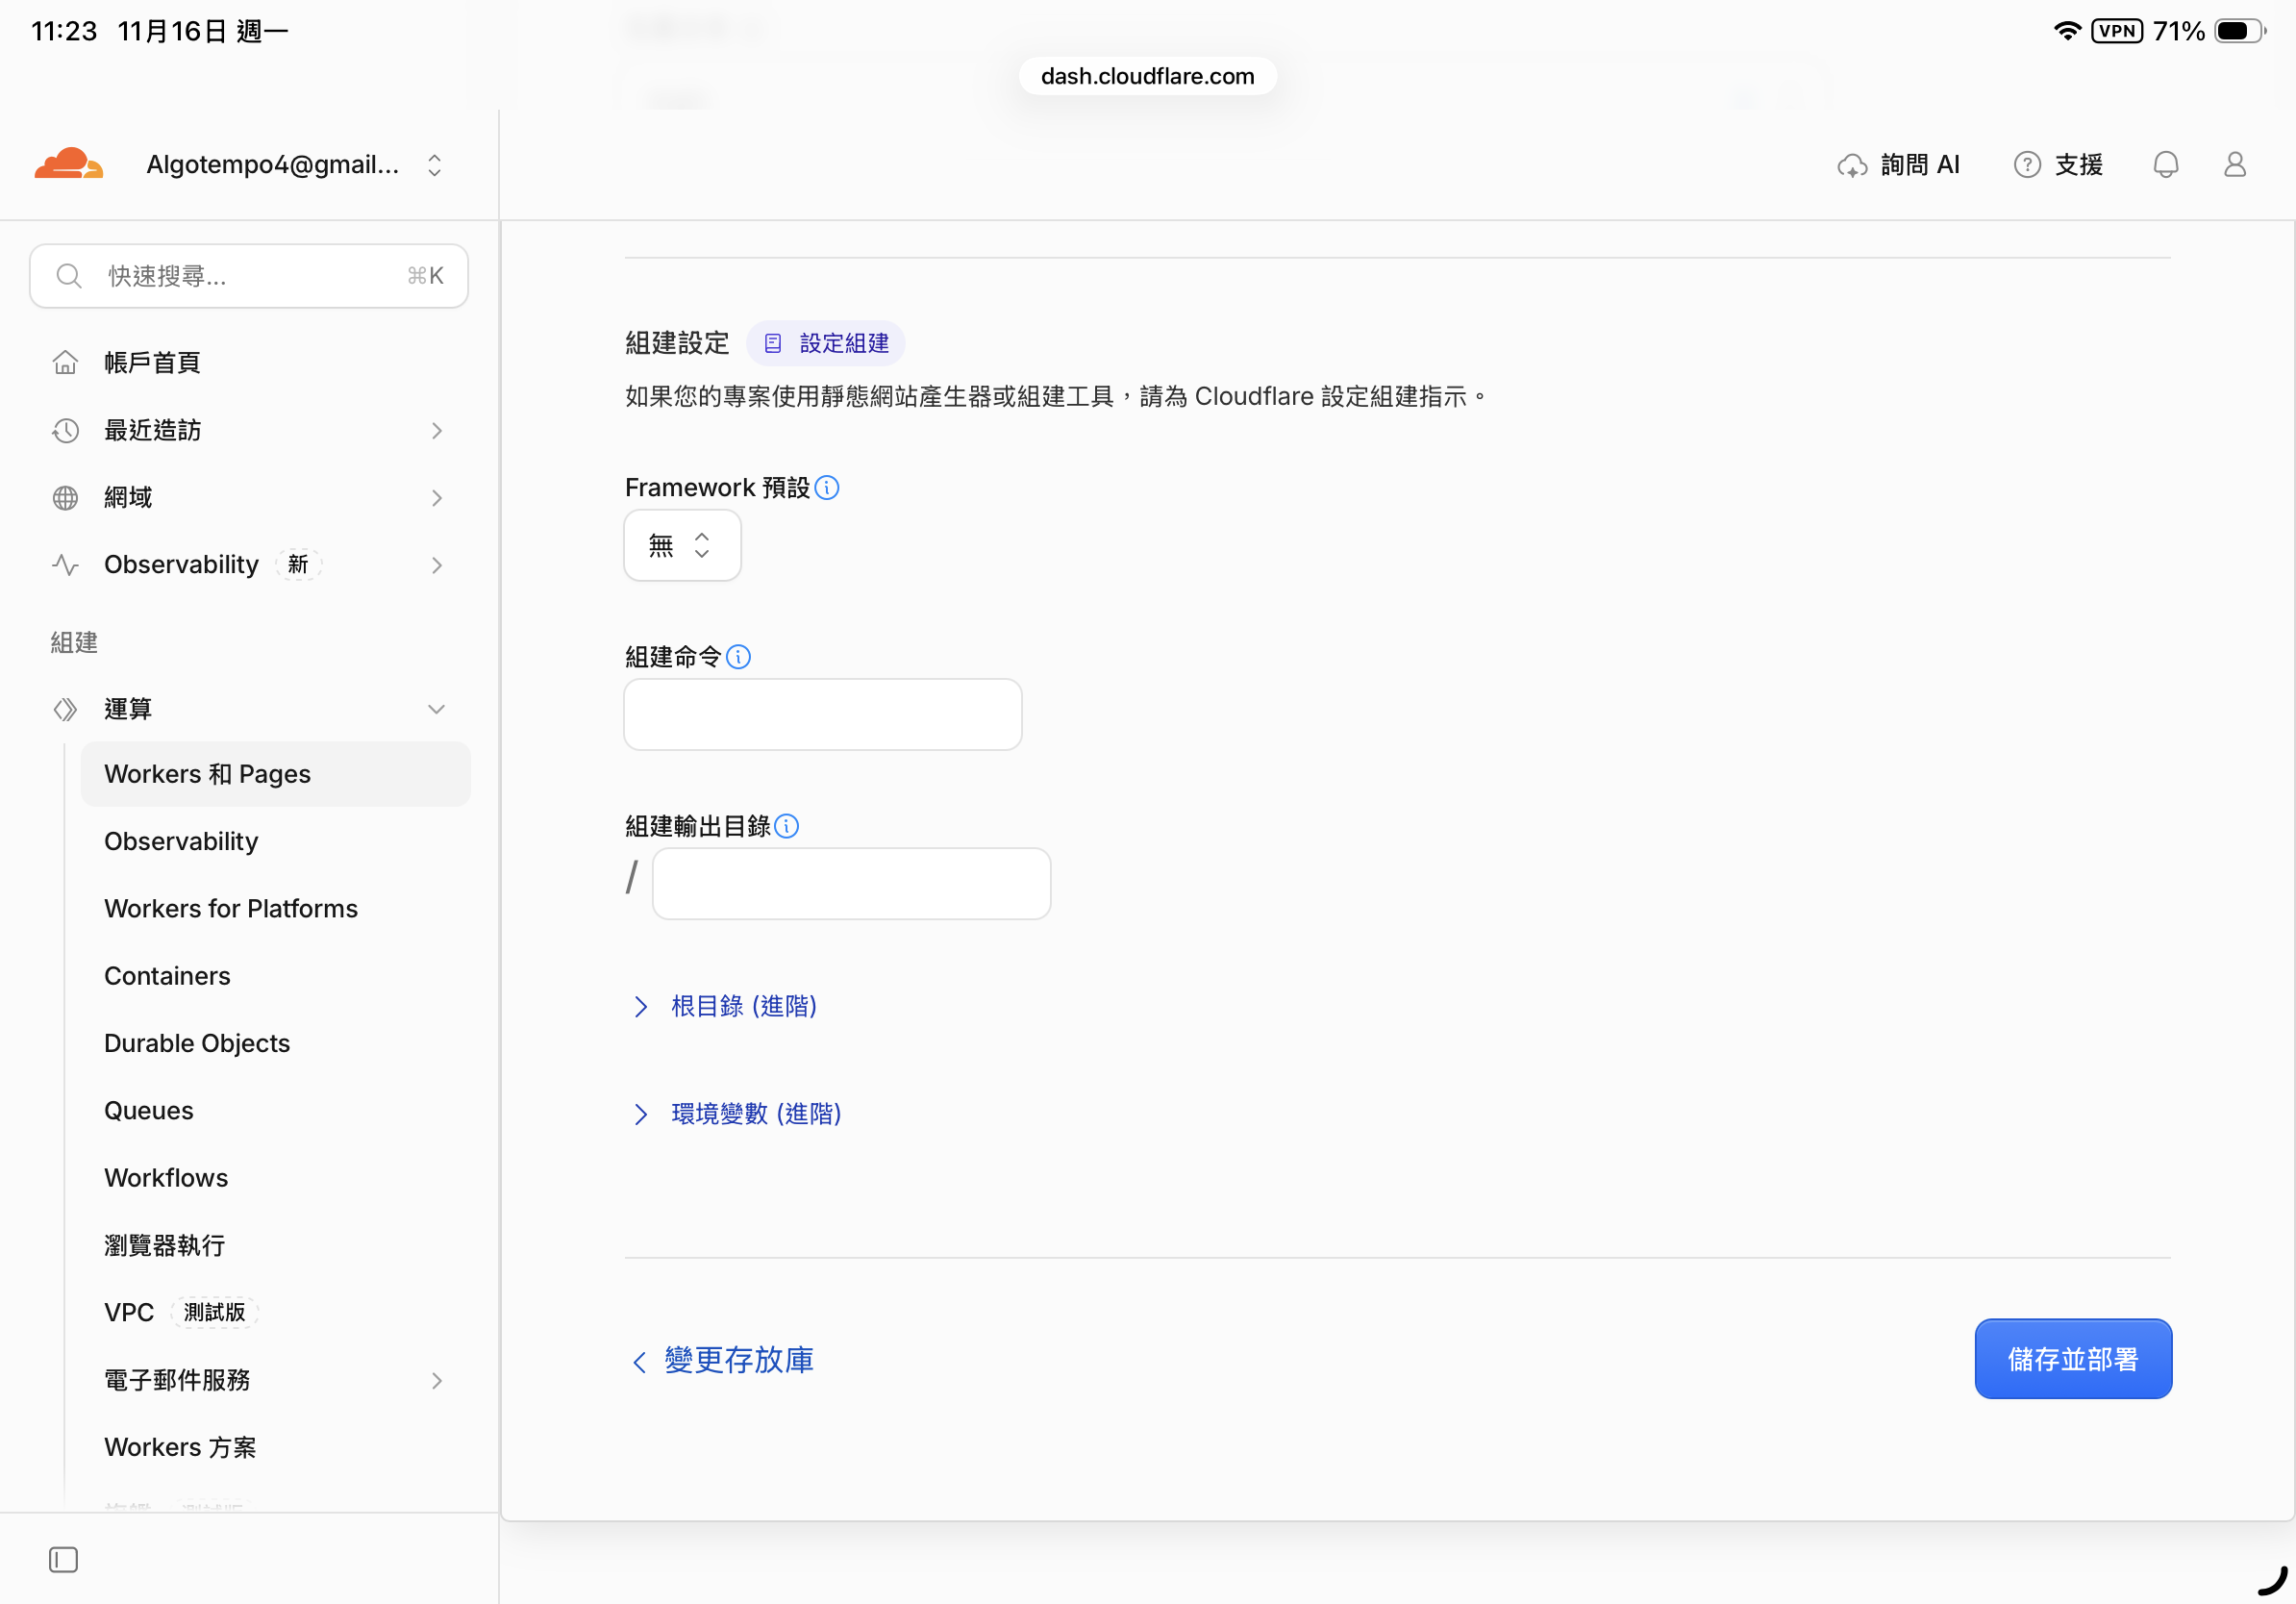 11:23 11月16日 週一
VPN 71%
dash.cloudflare.com
Algotempo4@gmail...
詢問 AI
支援
快速搜尋... ⌘K
帳戶首頁
最近造訪
網域
Observability 新
組建
運算
Workers 和 Pages
Observability
Workers for Platforms
Containers
Durable Objects
Queues
Workflows
瀏覽器執行
VPC 測試版
電子郵件服務
Workers 方案
組建設定 設定組建
如果您的專案使用靜態網站產生器或組建工具，請為 Cloudflare 設定組建指示。
Framework 預設
無
組建命令
組建輸出目錄
/
根目錄 (進階)
環境變數 (進階)
變更存放庫
儲存並部署